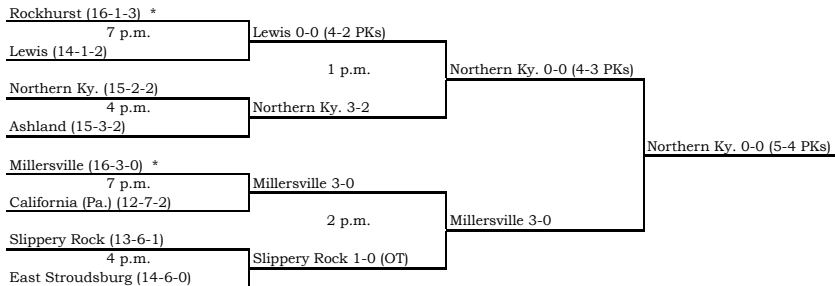 Rockhurst (16-1-3) *
7 p.m.
Lewis (14-1-2)
Lewis 0-0 (4-2 PKs)
1 p.m.
Northern Ky. 0-0 (4-3 PKs)
Northern Ky. (15-2-2)
4 p.m.
Ashland (15-3-2)
Northern Ky. 3-2
Northern Ky. 0-0 (5-4 PKs)
Millersville (16-3-0) *
7 p.m.
California (Pa.) (12-7-2)
Millersville 3-0
2 p.m.
Millersville 3-0
Slippery Rock (13-6-1)
4 p.m.
East Stroudsburg (14-6-0)
Slippery Rock 1-0 (OT)